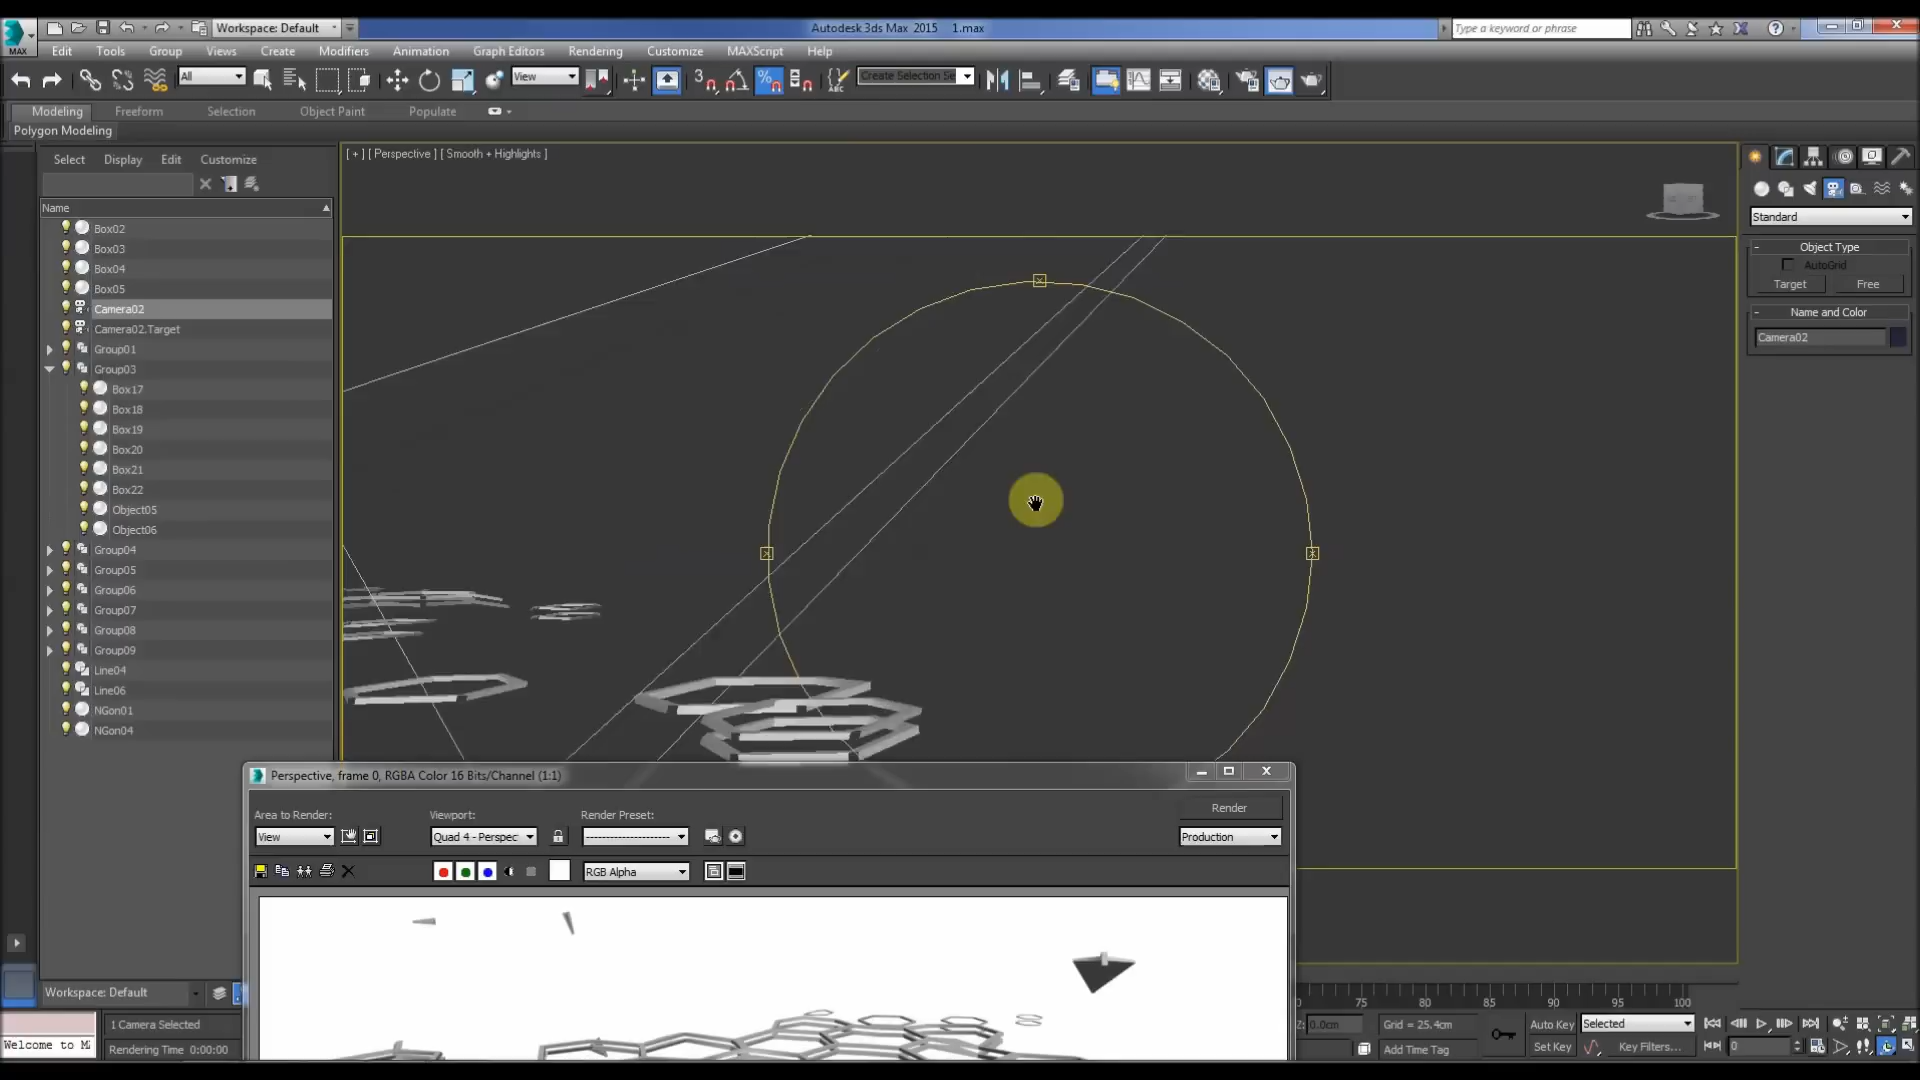 Workspace: Default
Autodesk 3ds Max 2015 1.max
Type a keyword or phrase
MAX
Edit Tools Group Views Create Modifiers Animation Graph Editors Rendering Customize MAXScript Help
All
View
Create Selection Se
Modeling Freeform Selection Object Paint Populate
Polygon Modeling
Select Display Edit Customize
[ + ] [ Perspective ] [ Smooth + Highlights ]
Name
Box02
Box03
Box04
Box05
Camera02
Camera02.Target
Group01
Group03
Box17
Box18
Box19
Box20
Box21
Box22
Object05
Object06
Group04
Group05
Group06
Group07
Group08
Group09
Line04
Line06
NGon01
NGon04
Standard
Object Type
AutoGrid
Target Free
Name and Color
Camera02
Perspective, frame 0, RGBA Color 16 Bits/Channel (1:1)
Area to Render: Viewport: Render Preset: Render
View Quad 4 - Perspec Production
RGB Alpha
Workspace: Default
75 80 85 90 95 100
1 Camera Selected
Z: 0.0cm Grid = 25.4cm Auto Key Selected
Welcome to M
Rendering Time 0:00:00
Add Time Tag Set Key Key Filters... 0